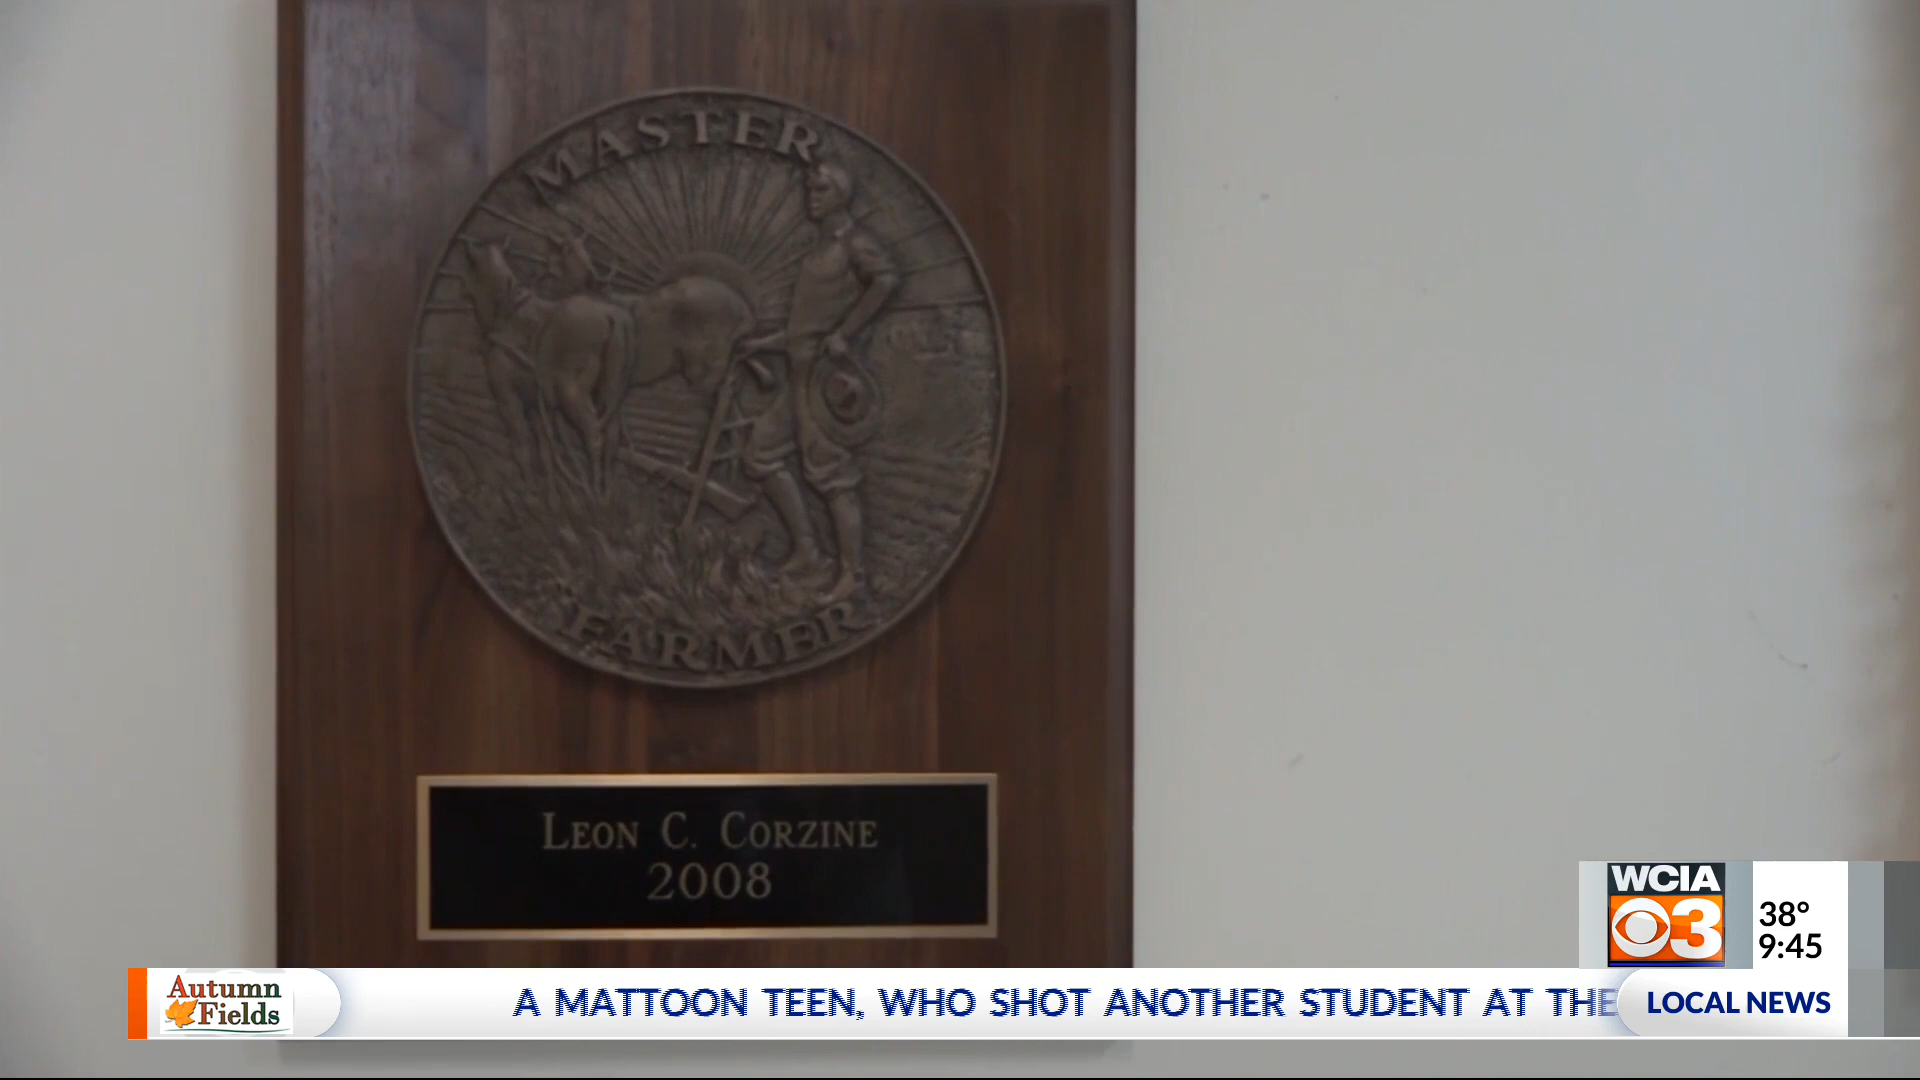 MASTER
FARMER
LEON C. CORZINE
2008
WCIA
3
38°
9:45
Autumn
Fields
A MATTOON TEEN, WHO SHOT ANOTHER STUDENT AT THE
LOCAL NEWS